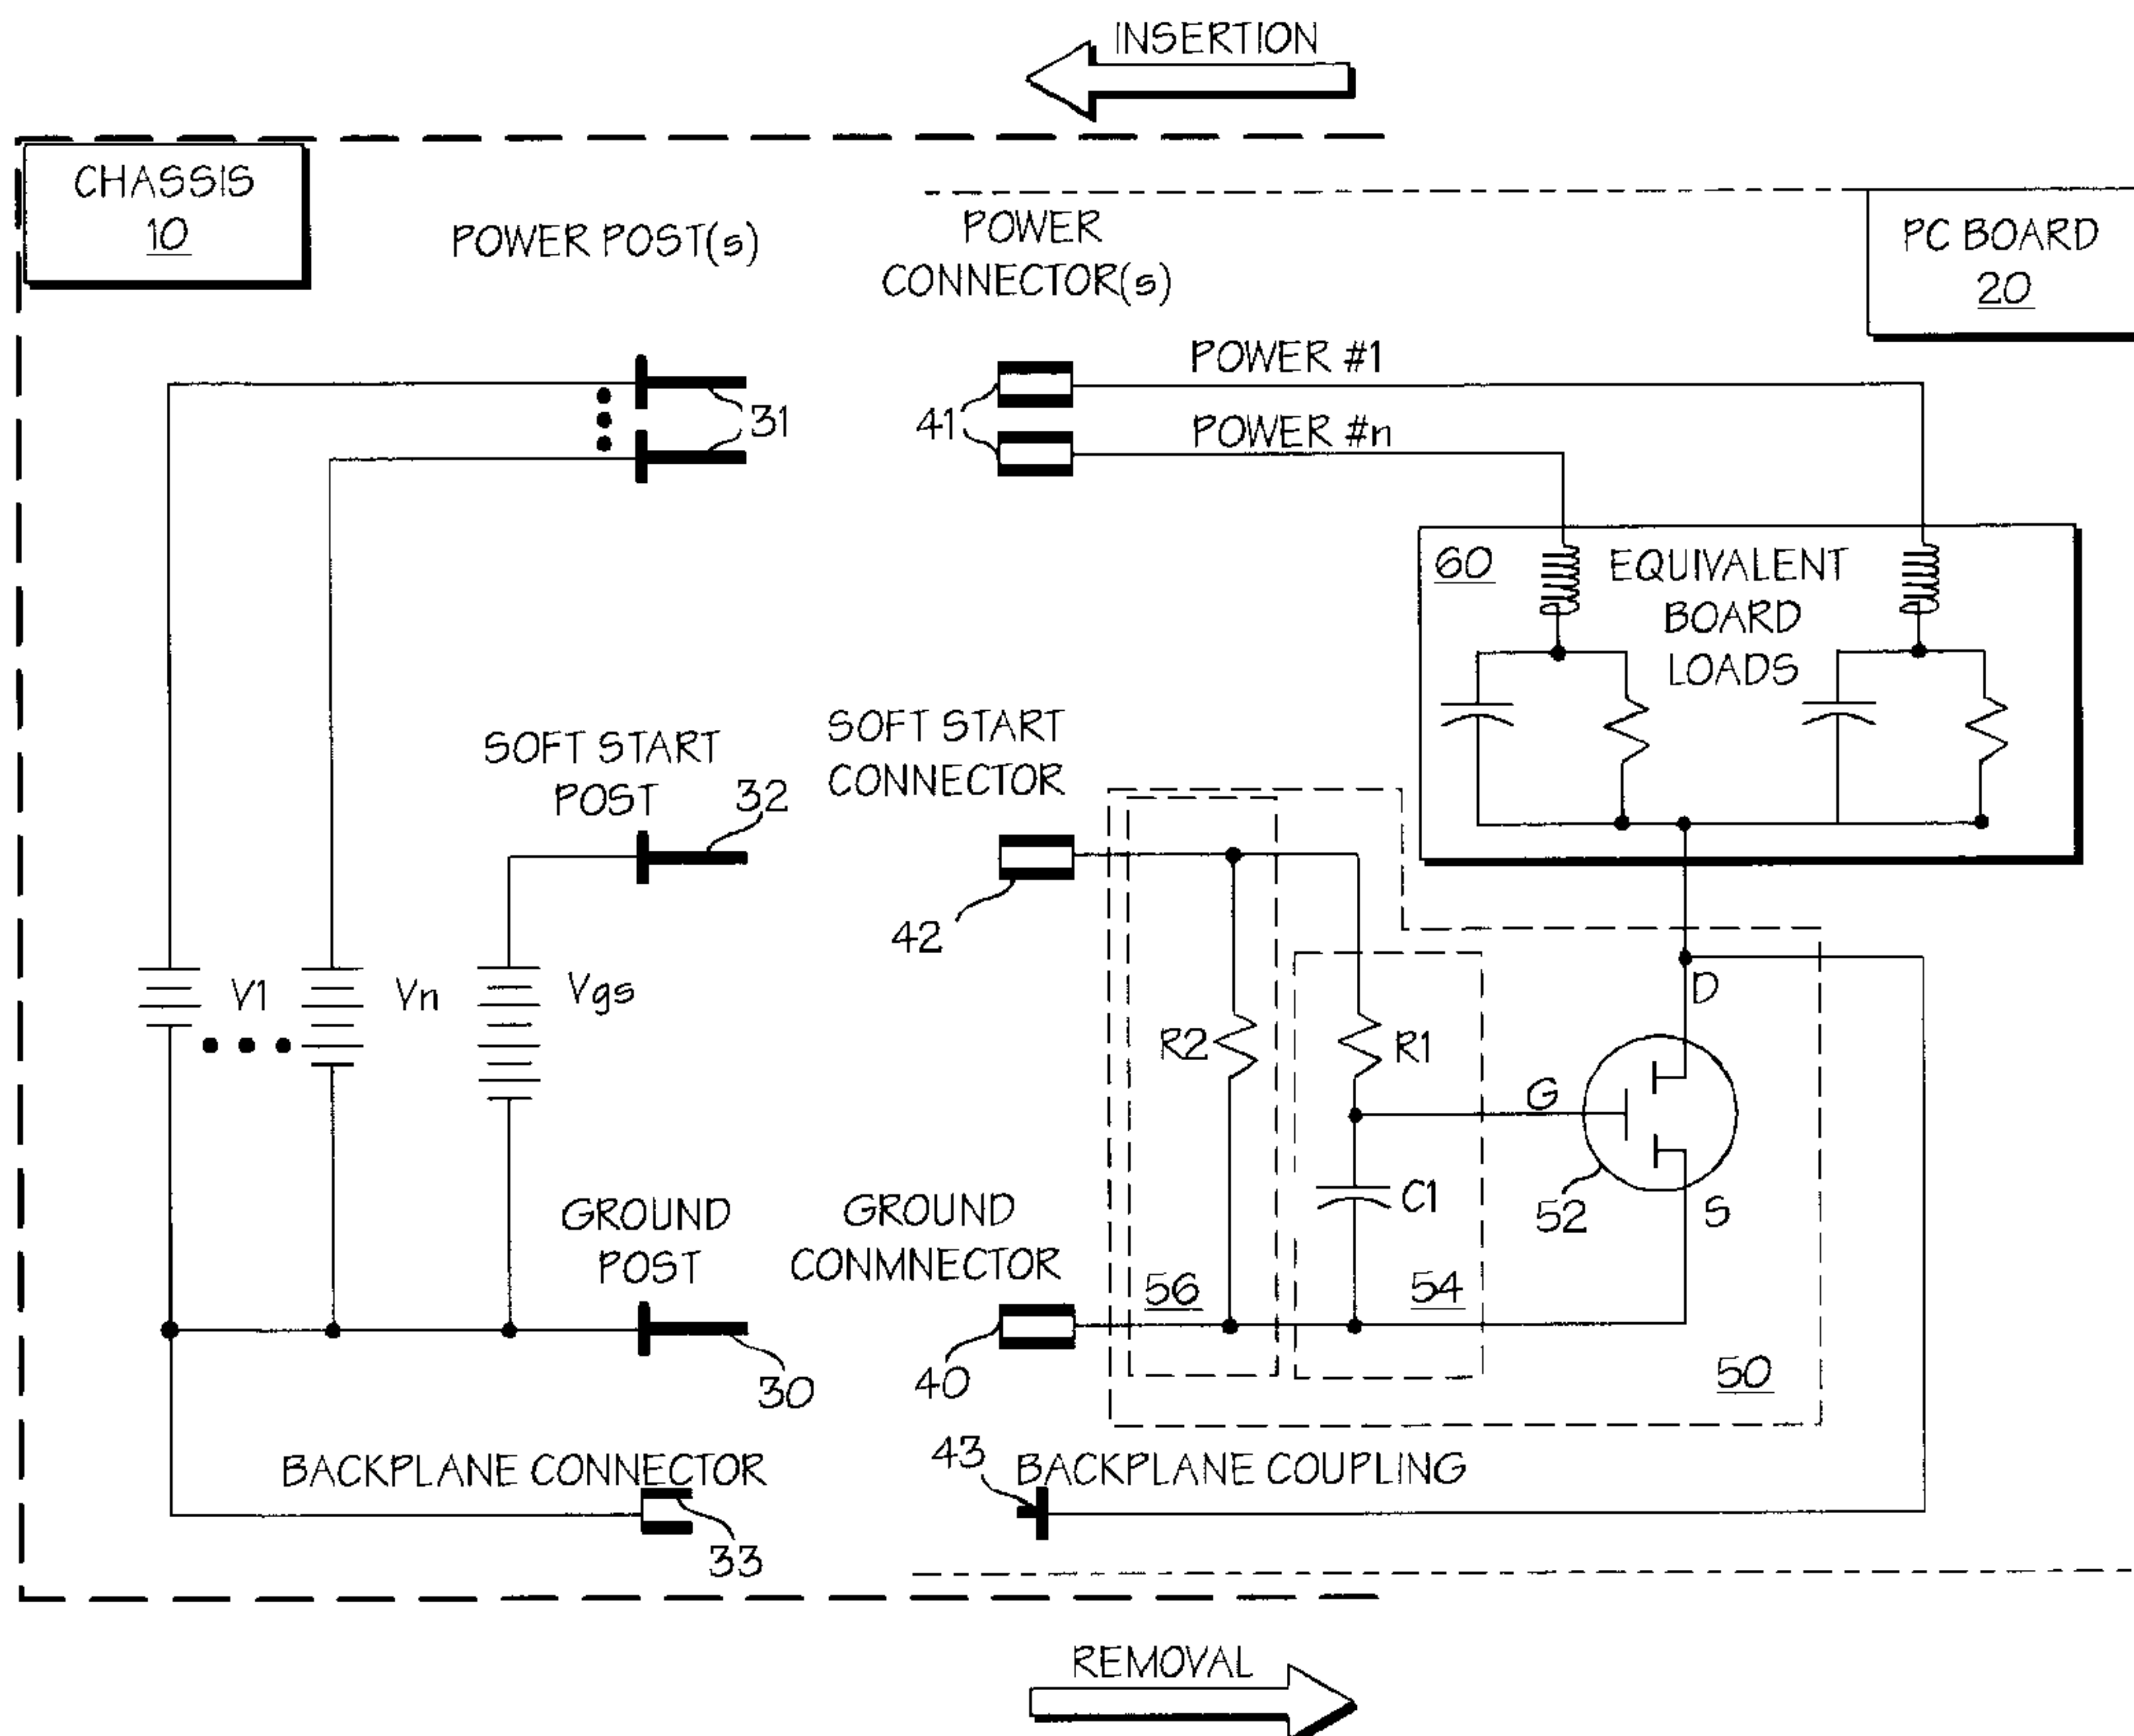 INSERTION
CHASSIS
10
POWER POST(s)
POWER
CONNECTOR(s)
PC BOARD
20
POWER #1
31
41
POWER #n
60
EQUIVALENT
BOARD
LOADS
SOFT START
POST
32
SOFT START
CONNECTOR
42
V1
Vn
Vgs
D
R2
R1
G
C1
52
S
GROUND
POST
GROUND
CONMNECTOR
56
54
30
40
50
BACKPLANE CONNECTOR
33
43
BACKPLANE COUPLING
REMOVAL